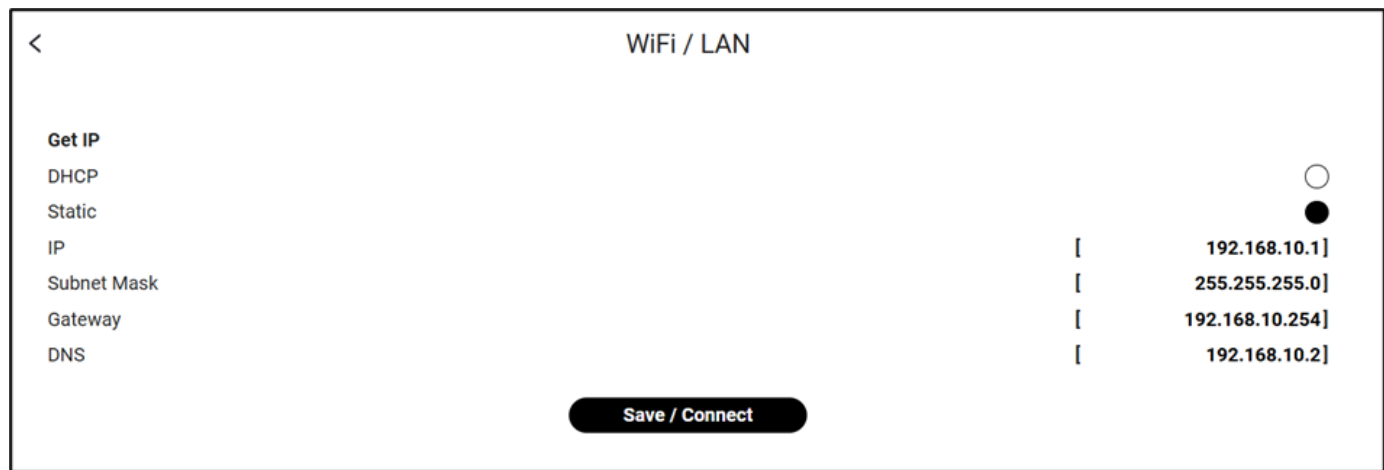 < WiFi / LAN
Get IP
DHCP
Static
IP [ 192.168.10.1]
Subnet Mask [ 255.255.255.0]
Gateway [ 192.168.10.254]
DNS [ 192.168.10.2]
Save / Connect